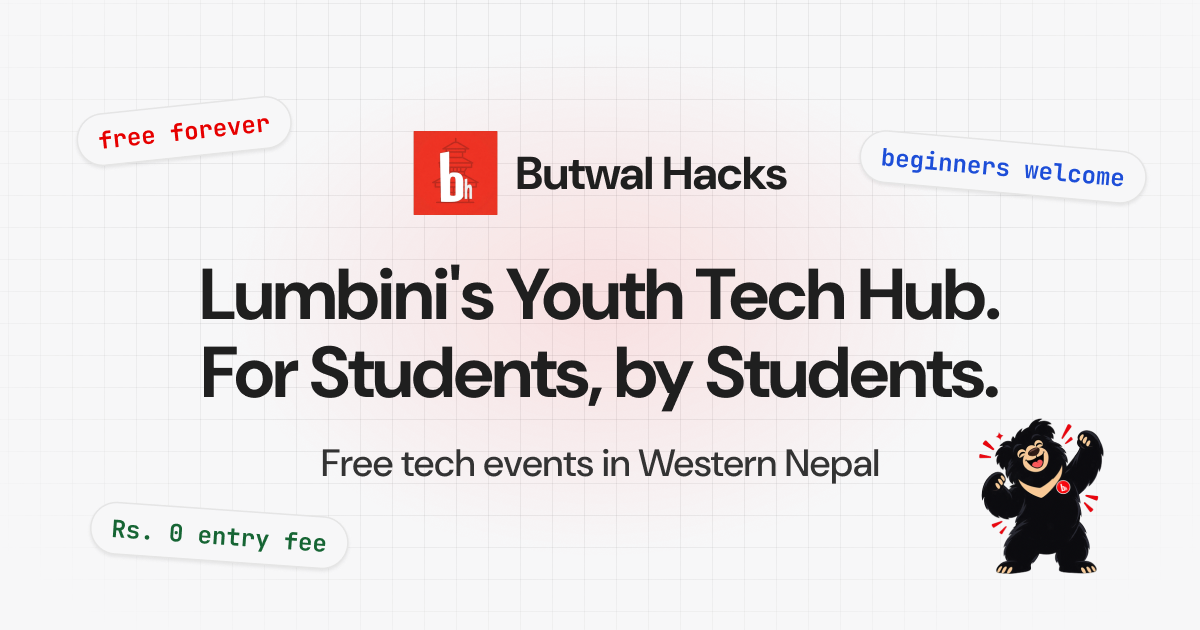 free forever
bh
Butwal Hacks
beginners welcome
Lumbini's Youth Tech Hub.
For Students, by Students.
Free tech events in Western Nepal
Rs. 0 entry fee
b